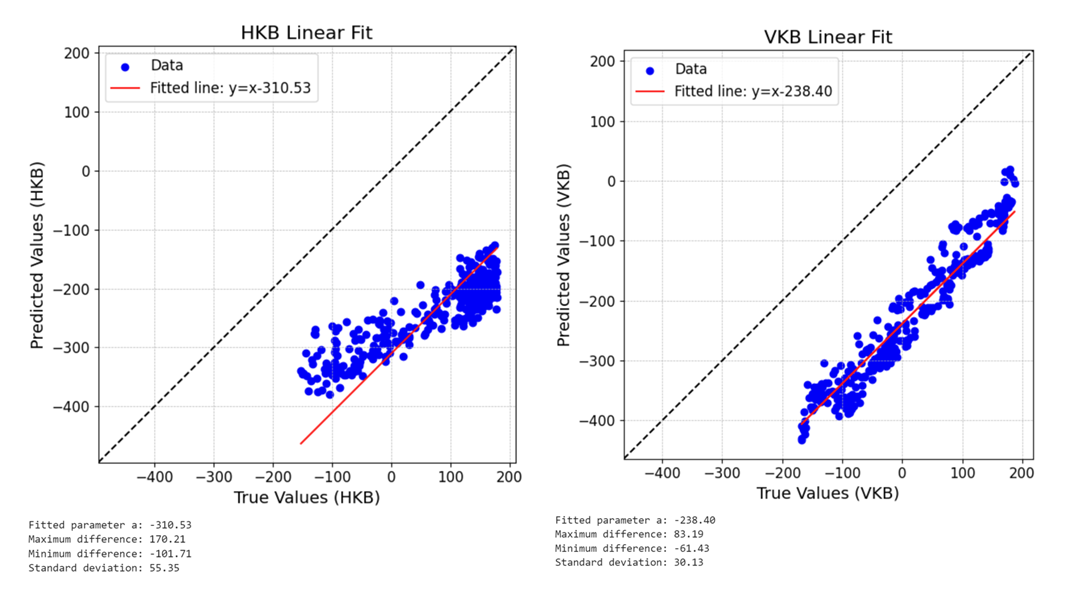 HKB Linear Fit
200
100
0
−100
−200
−300
−400
Predicted Values (HKB)
Data
Fitted line: y=x-310.53
−400 −300 −200 −100 0 100 200
True Values (HKB)
Fitted parameter a: -310.53
Maximum difference: 170.21
Minimum difference: -101.71
Standard deviation: 55.35
VKB Linear Fit
200
100
0
−100
−200
−300
−400
Predicted Values (VKB)
Data
Fitted line: y=x-238.40
−400 −300 −200 −100 0 100 200
True Values (VKB)
Fitted parameter a: -238.40
Maximum difference: 83.19
Minimum difference: -61.43
Standard deviation: 30.13